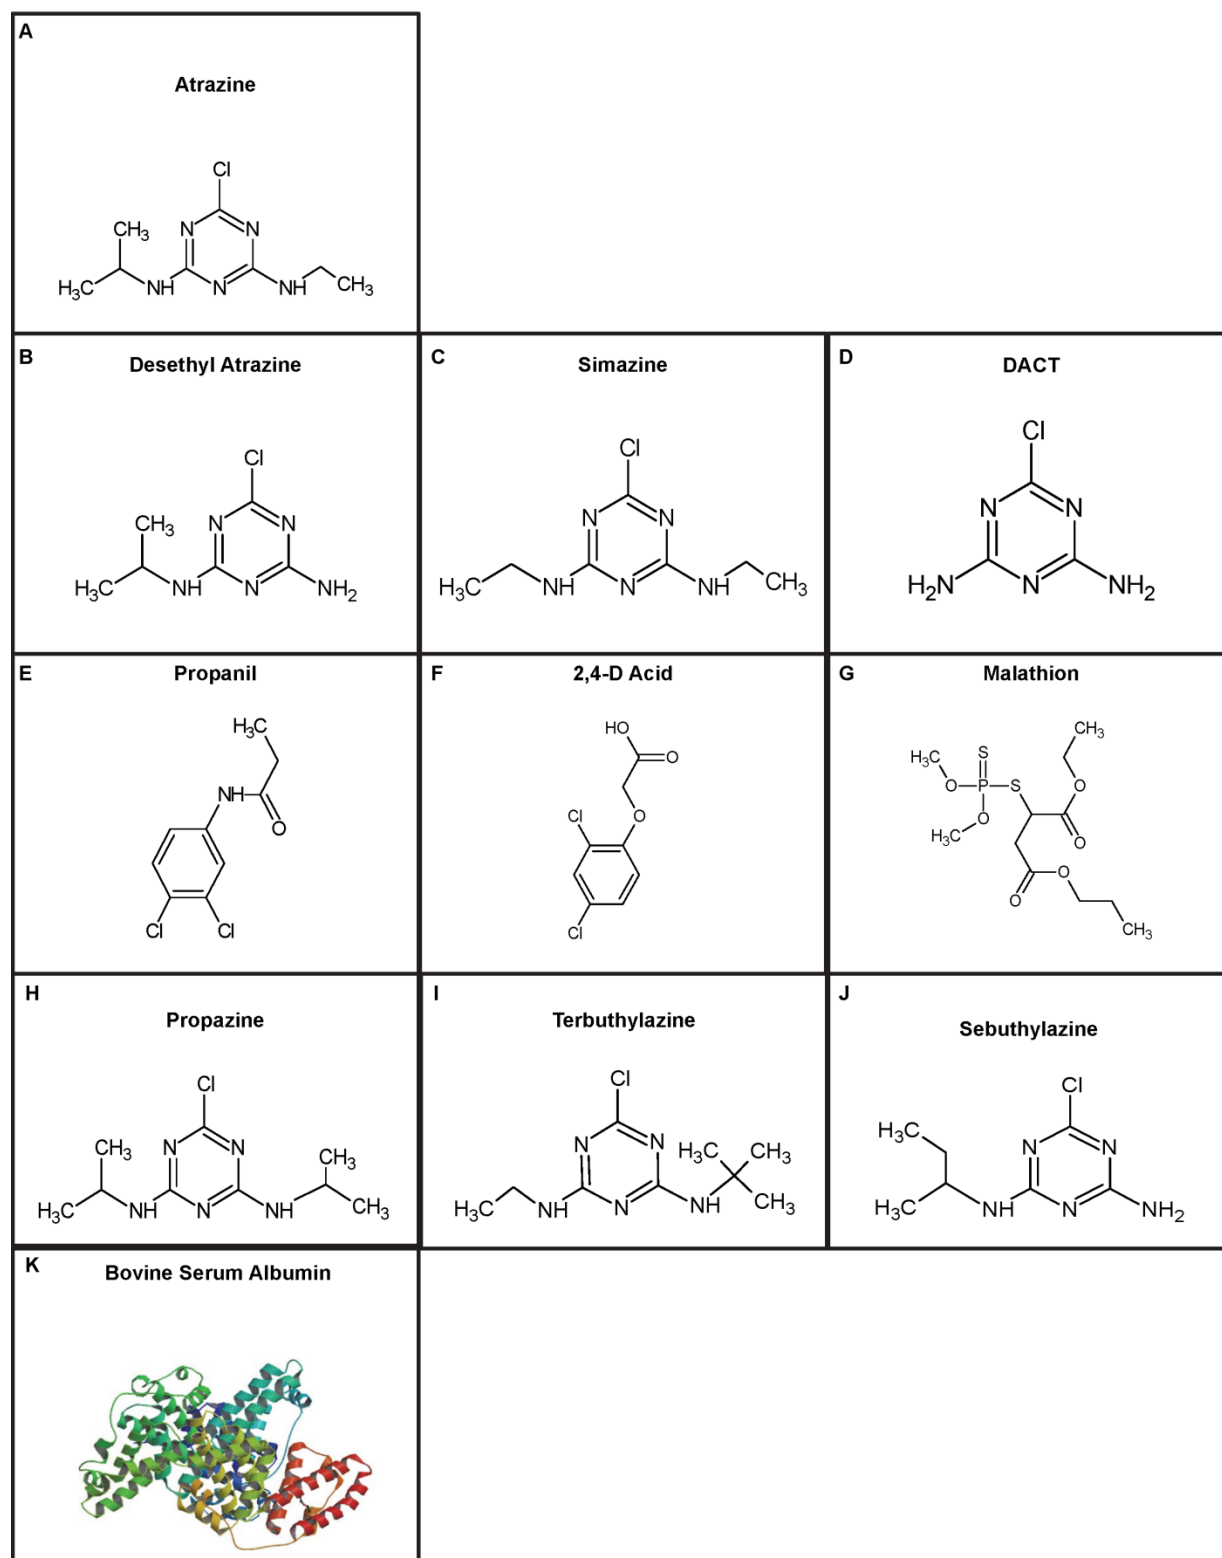 A
Atrazine
Cl
N N
CH₃
H₃C NH N NH CH₃
B
Desethyl Atrazine
Cl
CH₃ N N
H₃C NH N NH₂
C
Simazine
Cl
N N
H₃C NH N NH CH₃
D
DACT
Cl
N N
H₂N N NH₂
E
Propanil
H₃C
NH
O
Cl Cl
F
2,4-D Acid
HO
O
O
Cl
Cl
G
Malathion
CH₃
S
H₃C
O P S O
O
H₃C O
O
O
CH₃
H
Propazine
Cl
CH₃ N N
CH₃
H₃C NH N NH CH₃
I
Terbuthylazine
Cl
N N
H₃C CH₃
H₃C NH N NH CH₃
J
Sebuthylazine
Cl
H₃C
N N
H₃C NH N NH₂
K
Bovine Serum Albumin